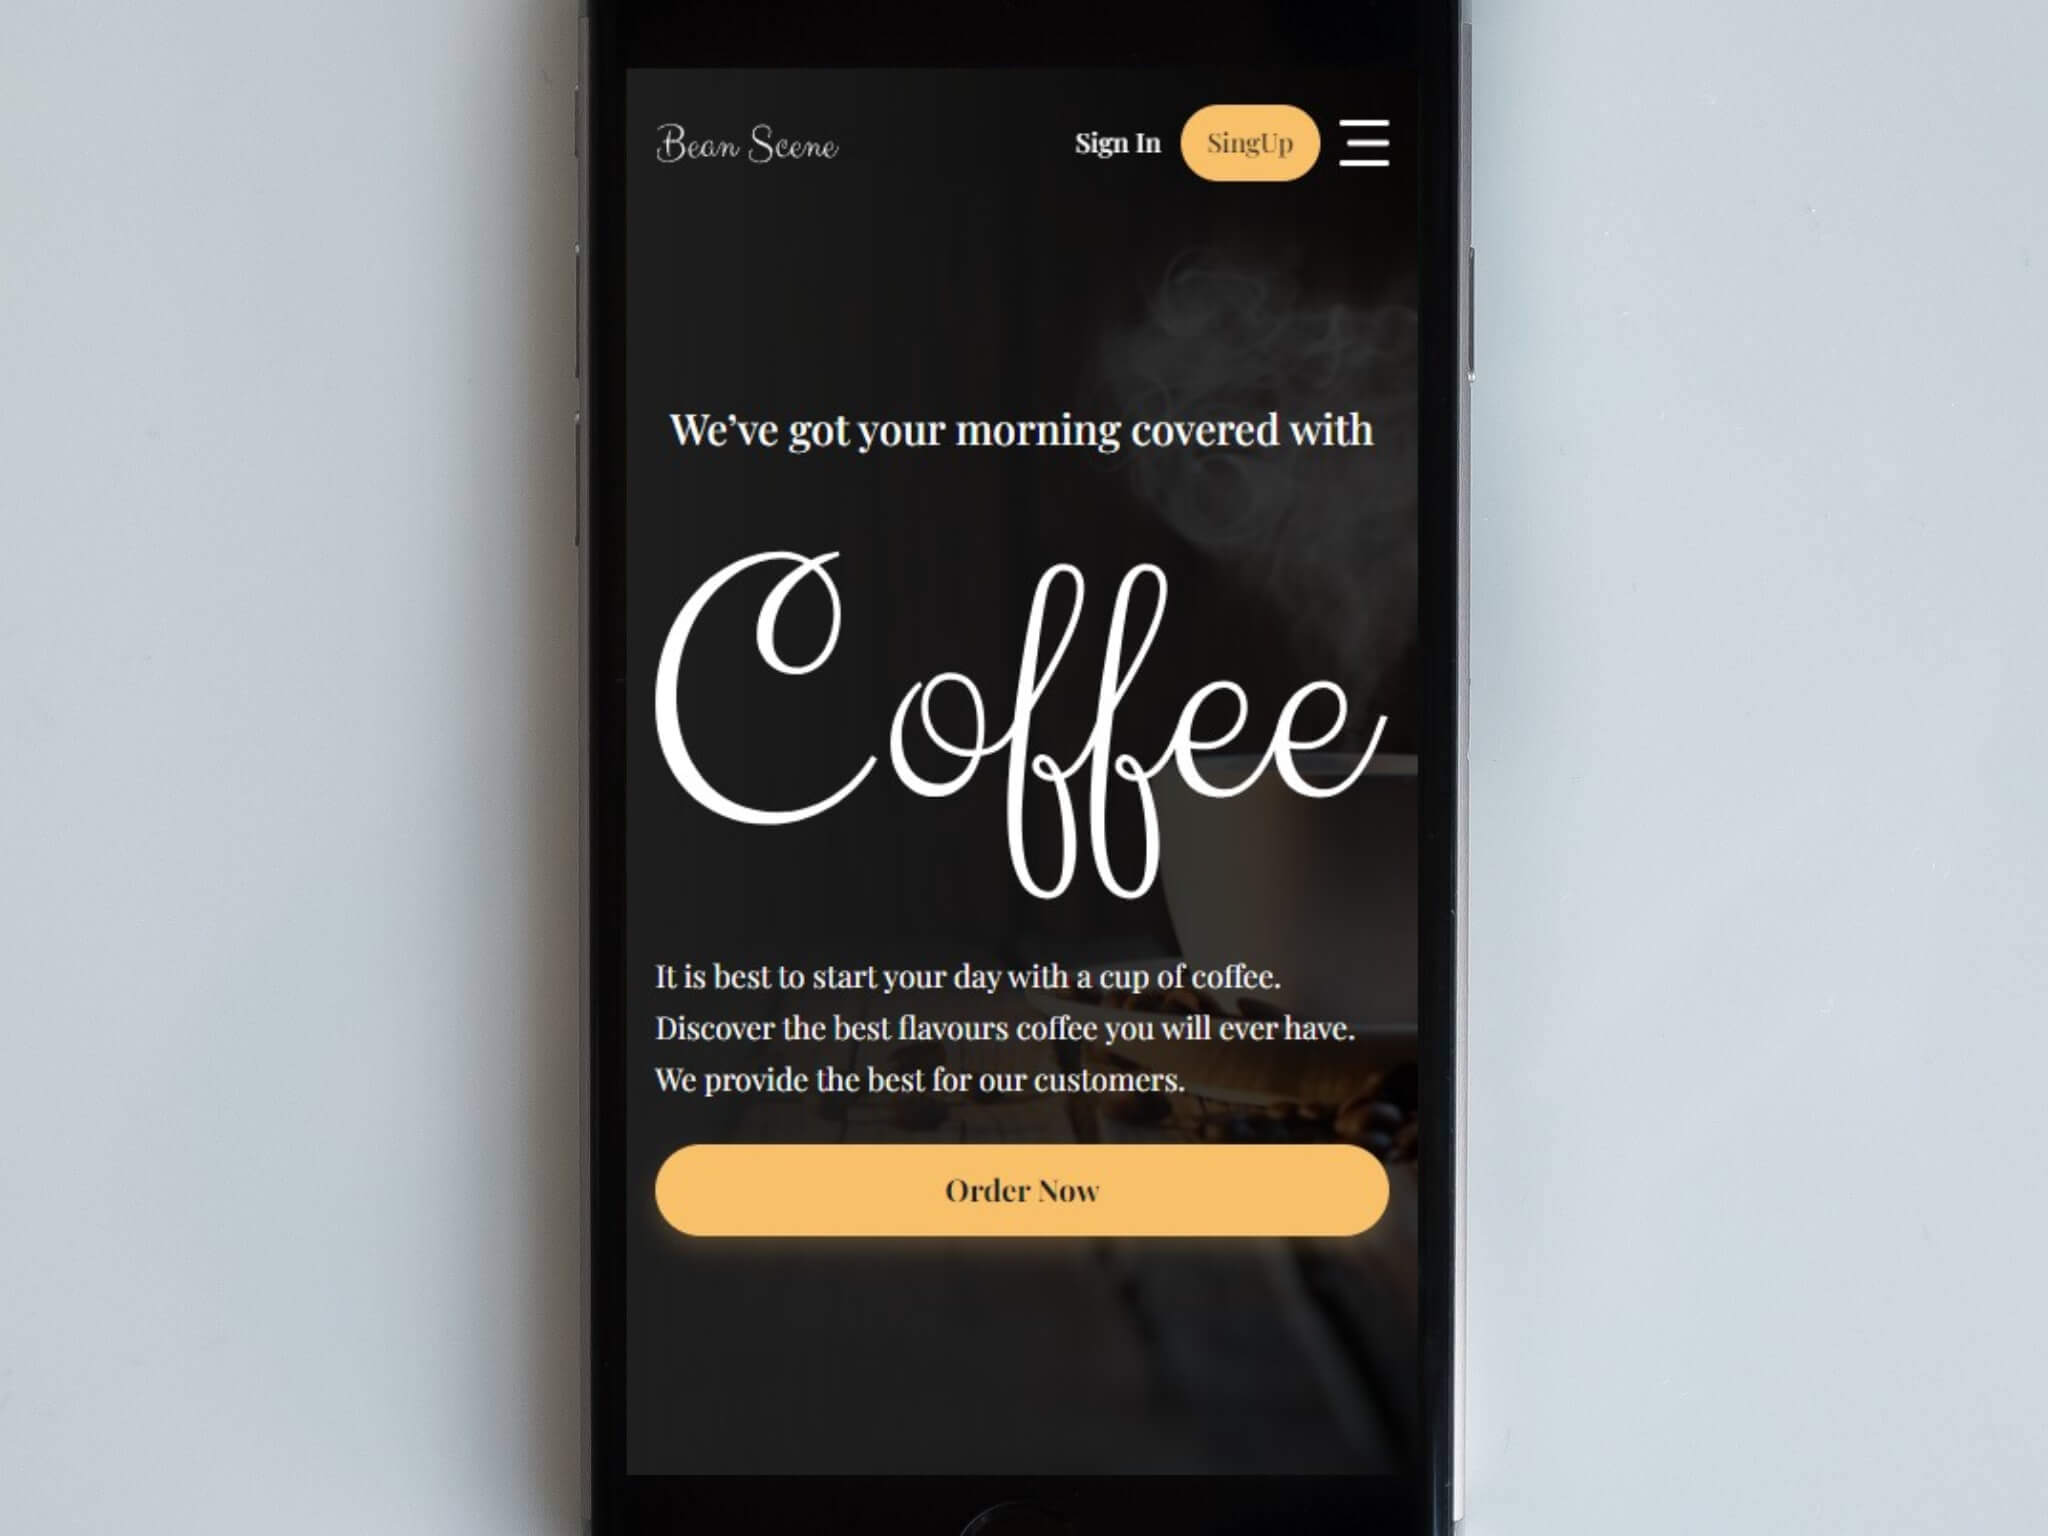 Bean Scene
Sign In
SingUp
We’ve got your morning covered with
Coffee
It is best to start your day with a cup of coffee.
Discover the best flavours coffee you will ever have.
We provide the best for our customers.
Order Now